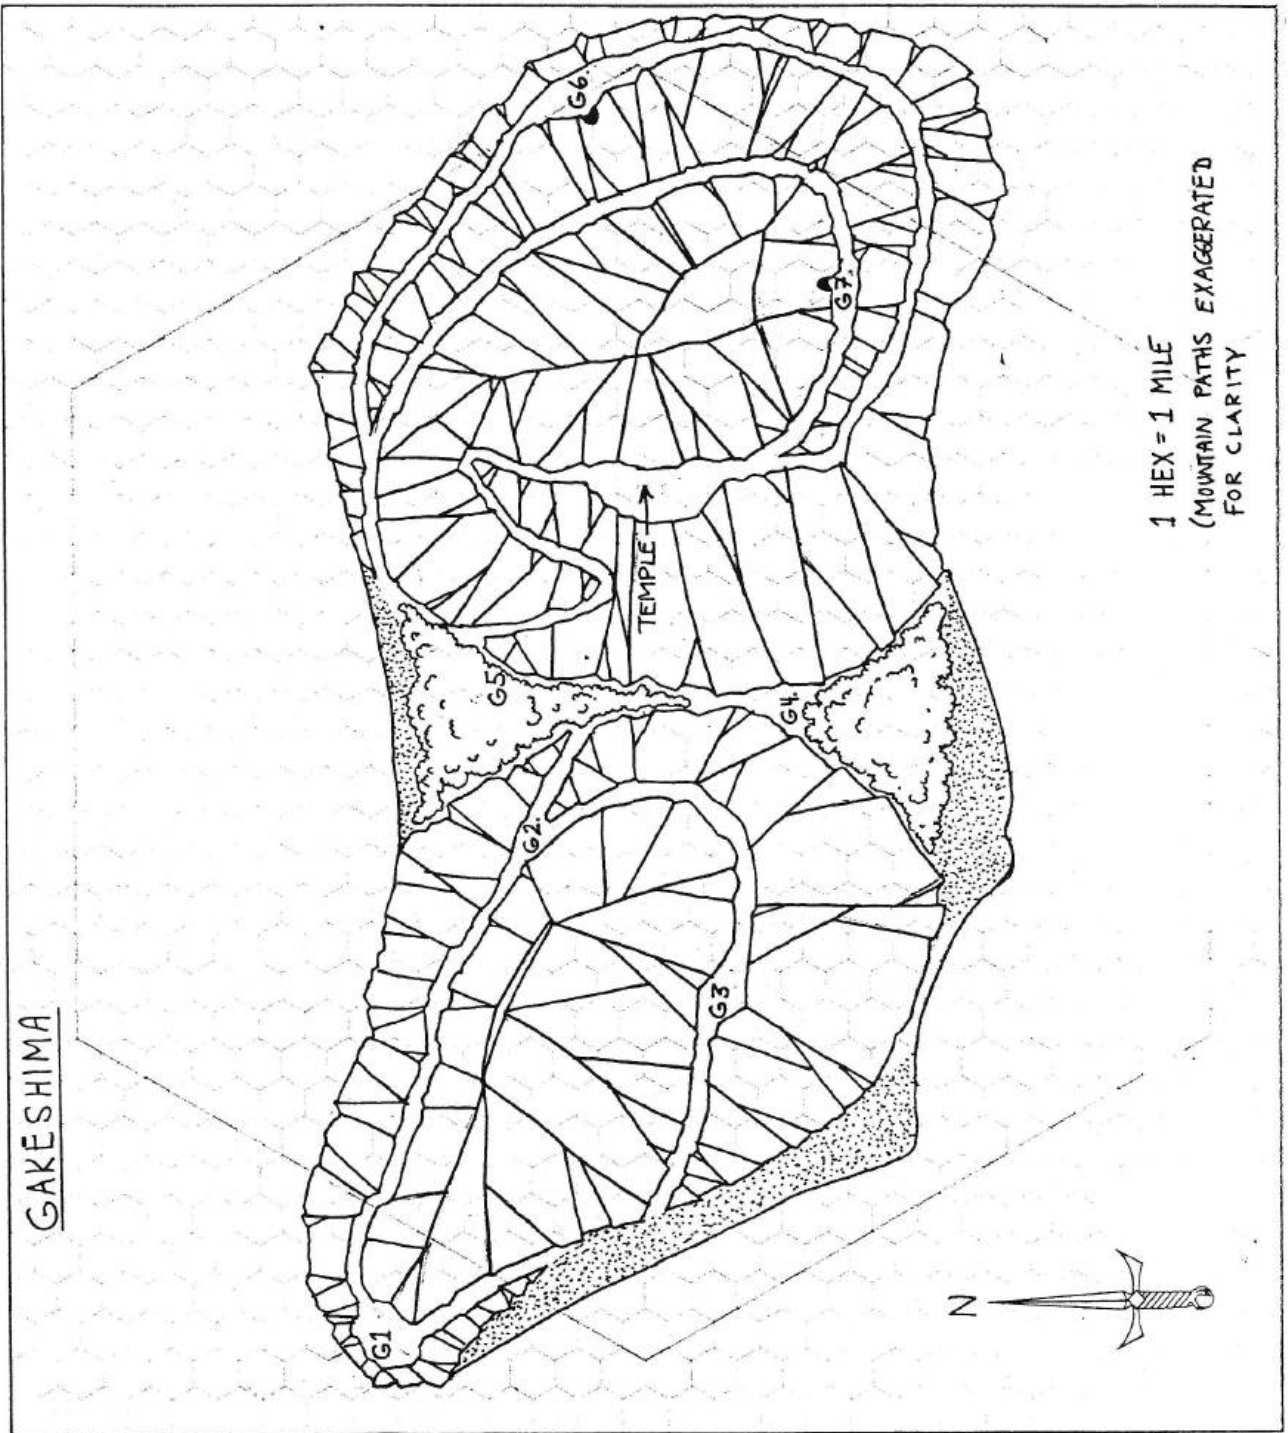 GAKESHIMA
G1
G5
G2.
G6.
TEMPLE
G3
G4.
G7.
N
1 HEX = 1 MILE
(MOUNTAIN PATHS EXAGERATED
FOR CLARITY